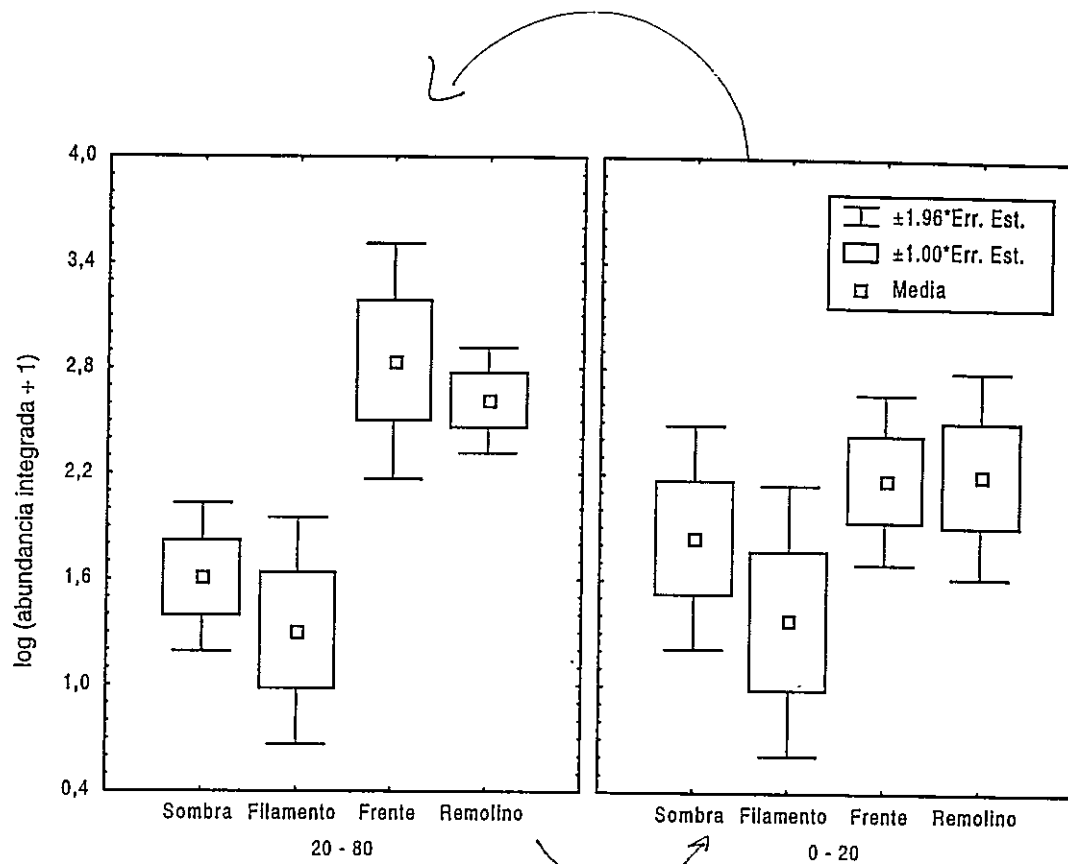 4,0
3,4
2,8
2,2
1,6
1,0
0,4
log (abundancia integrada + 1)
Sombra Filamento Frente Remolino
20 - 80
±1.96*Err. Est.
±1.00*Err. Est.
Media
Sombra Filamento Frente Remolino
0 - 20